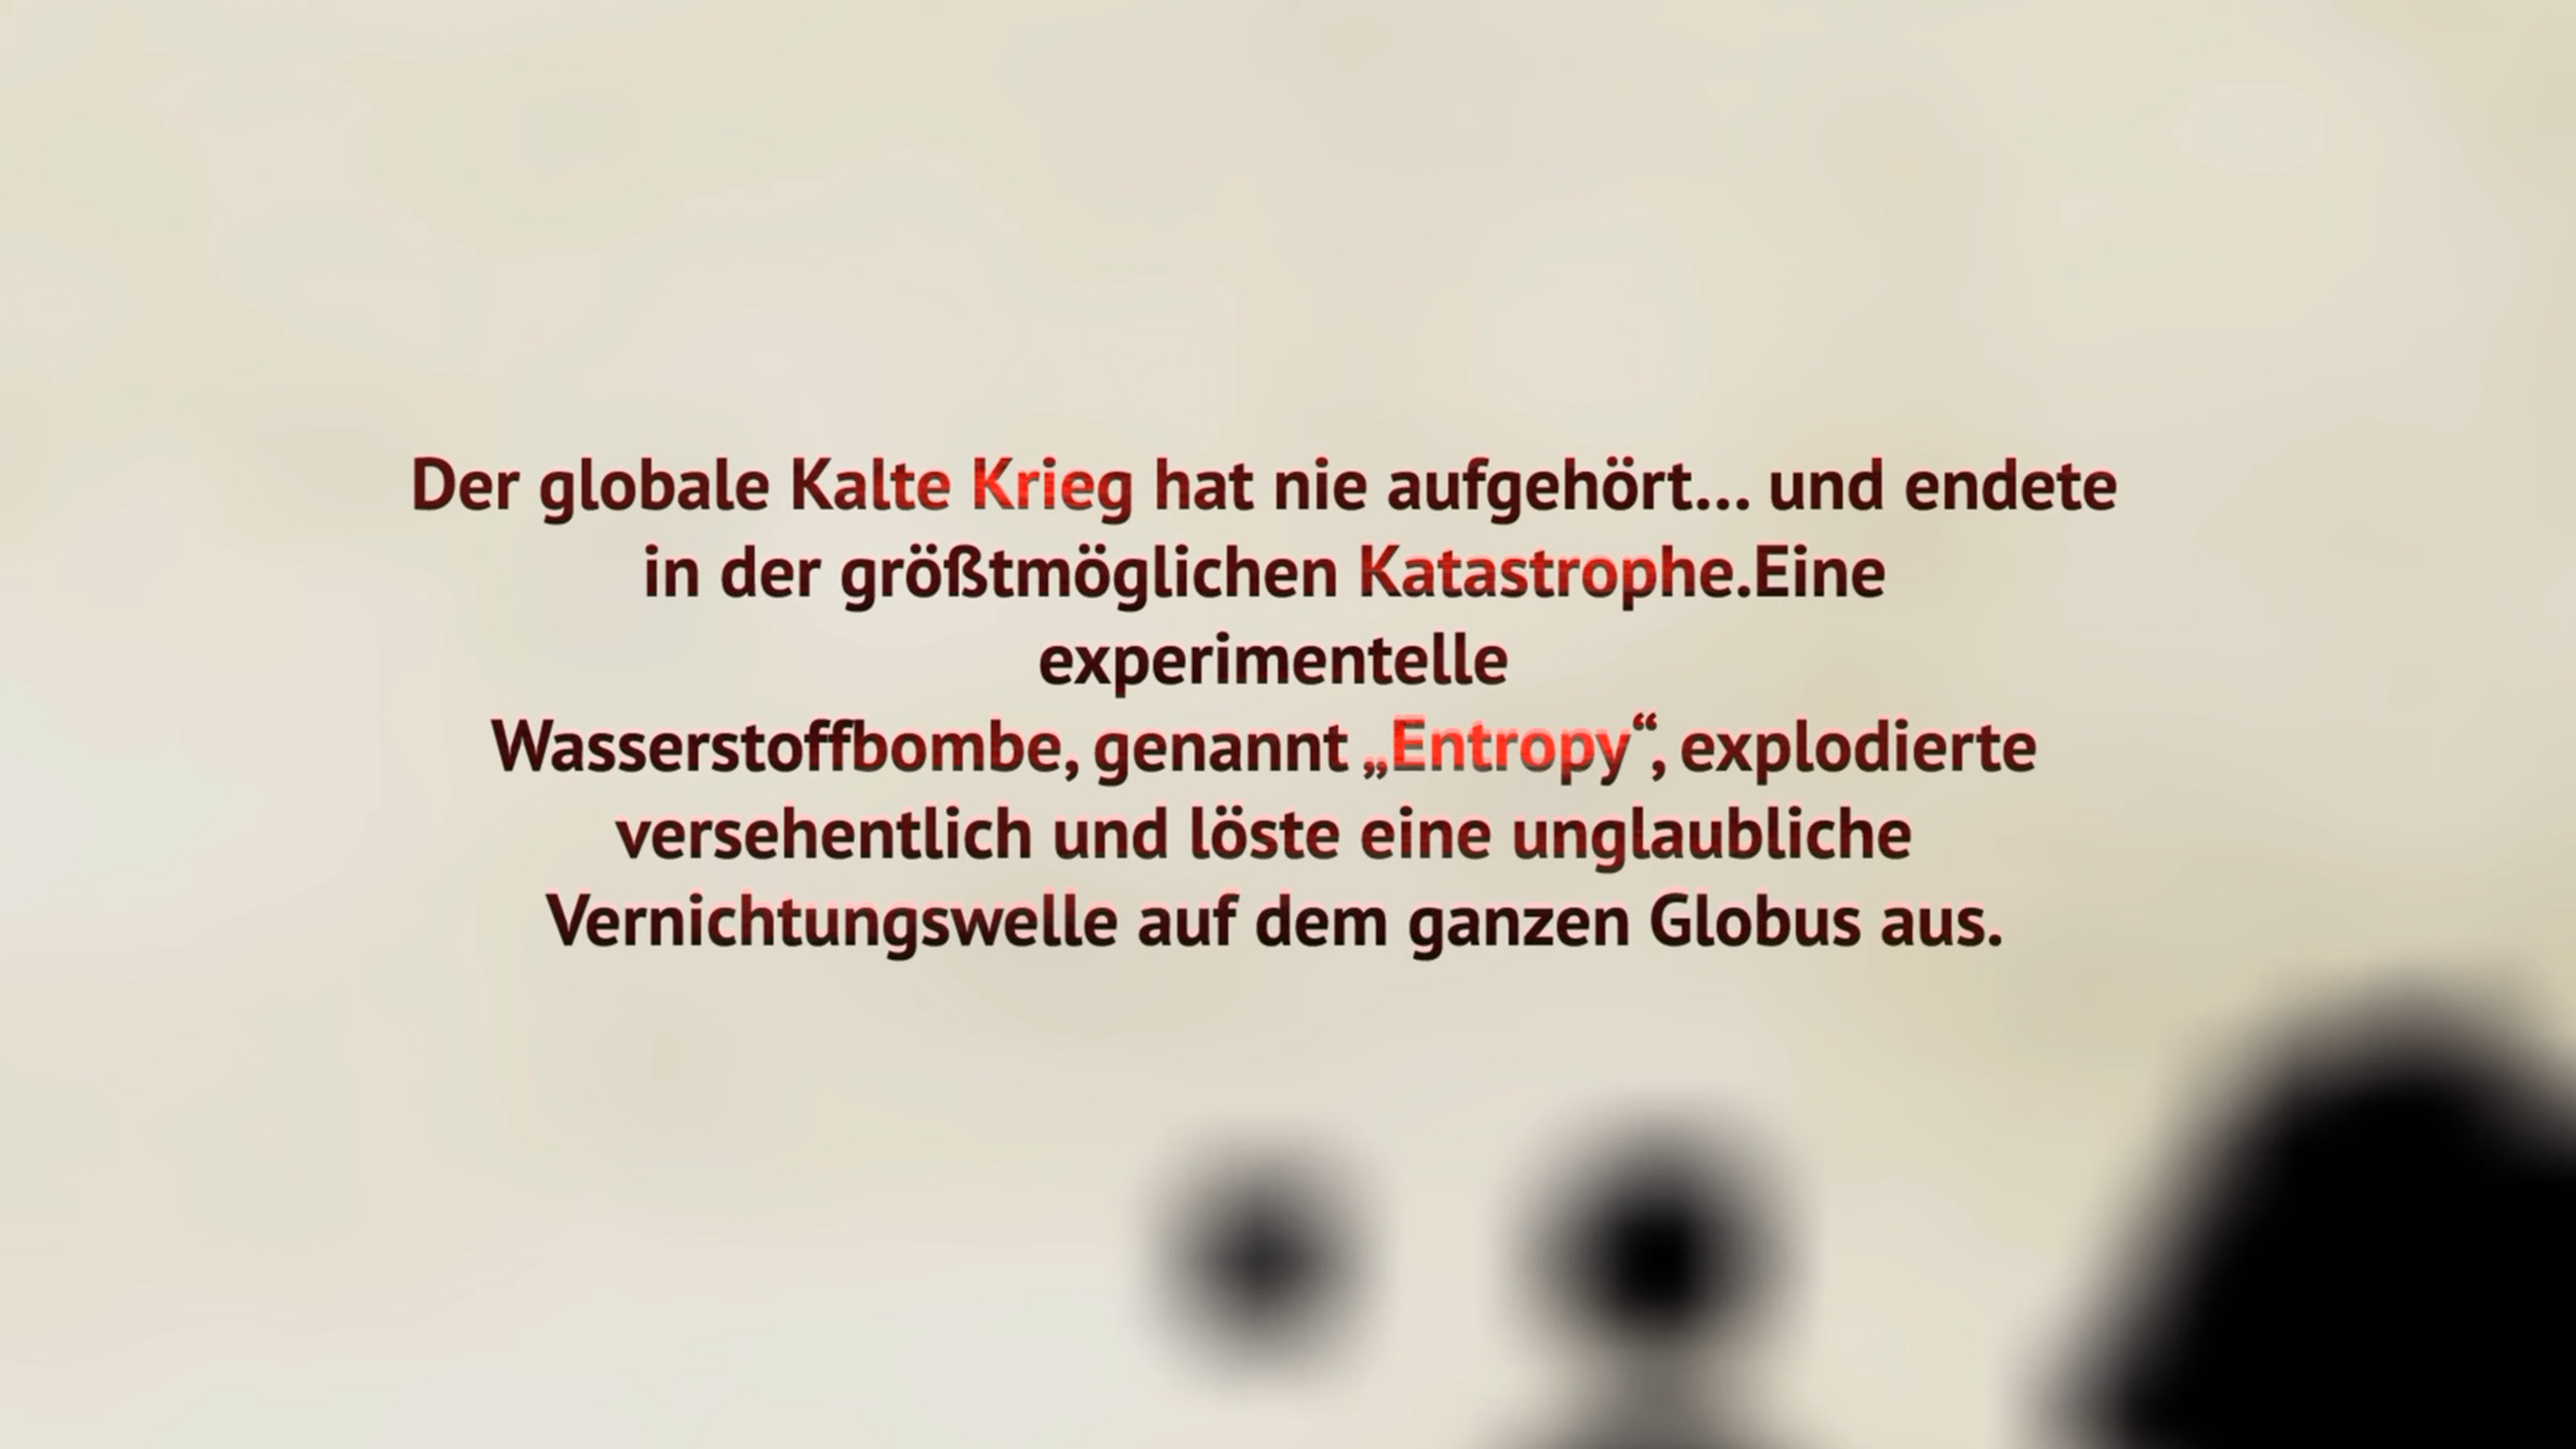 Der globale Kalte Krieg hat nie aufgehört... und endete
in der größtmöglichen Katastrophe.Eine
experimentelle
Wasserstoffbombe, genannt „Entropy“, explodierte
versehentlich und löste eine unglaubliche
Vernichtungswelle auf dem ganzen Globus aus.